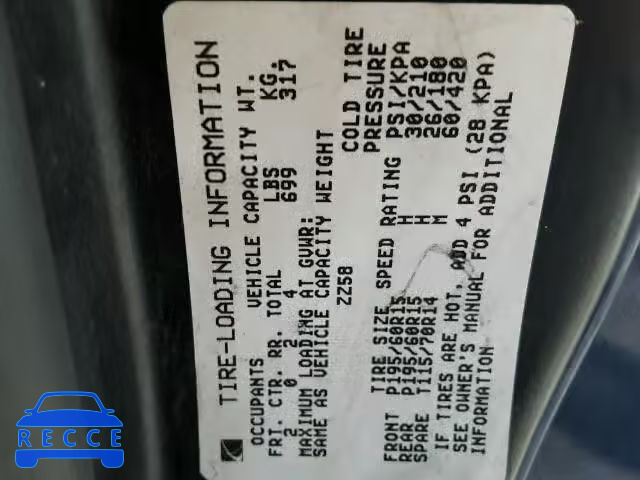 TIRE-LOADING INFORMATION
OCCUPANTS VEHICLE CAPACITY WT.
FRT. CTR. RR. TOTAL LBS KG.
2 0 2 4 699 317
MAXIMUM LOADING AT GVWR:
SAME AS VEHICLE CAPACITY WEIGHT
ZZ58
COLD TIRE
PRESSURE
TIRE SIZE SPEED RATING PSI/KPA
FRONT P195/60R15 H 30/210
REAR P195/60R15 H 26/180
SPARE T115/70R14 M 60/420
IF TIRES ARE HOT, ADD 4 PSI (28 KPA)
SEE OWNER'S MANUAL FOR ADDITIONAL
INFORMATION
RECCE